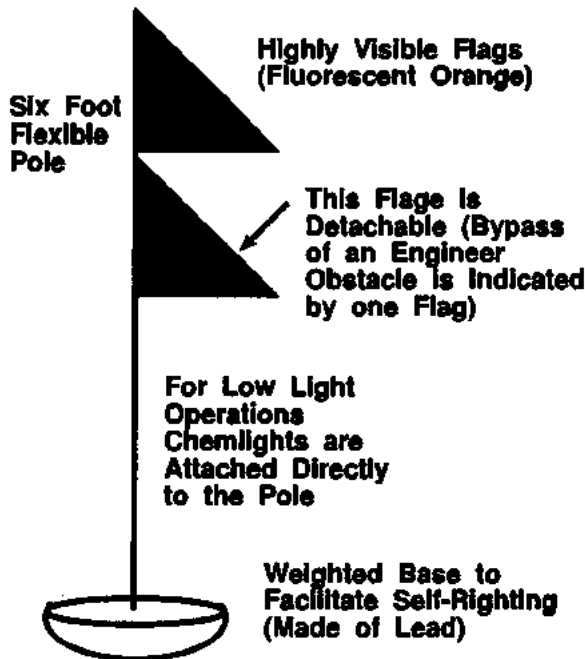 Highly Visible Flags
(Fluorescent Orange)
Six Foot
Flexible
Pole
This Flage is
Detachable (Bypass
of an Engineer
Obstacle is Indicated
by one Flag)
For Low Light
Operations
Chemlights are
Attached Directly
to the Pole
Weighted Base to
Facilitate Self-Righting
(Made of Lead)